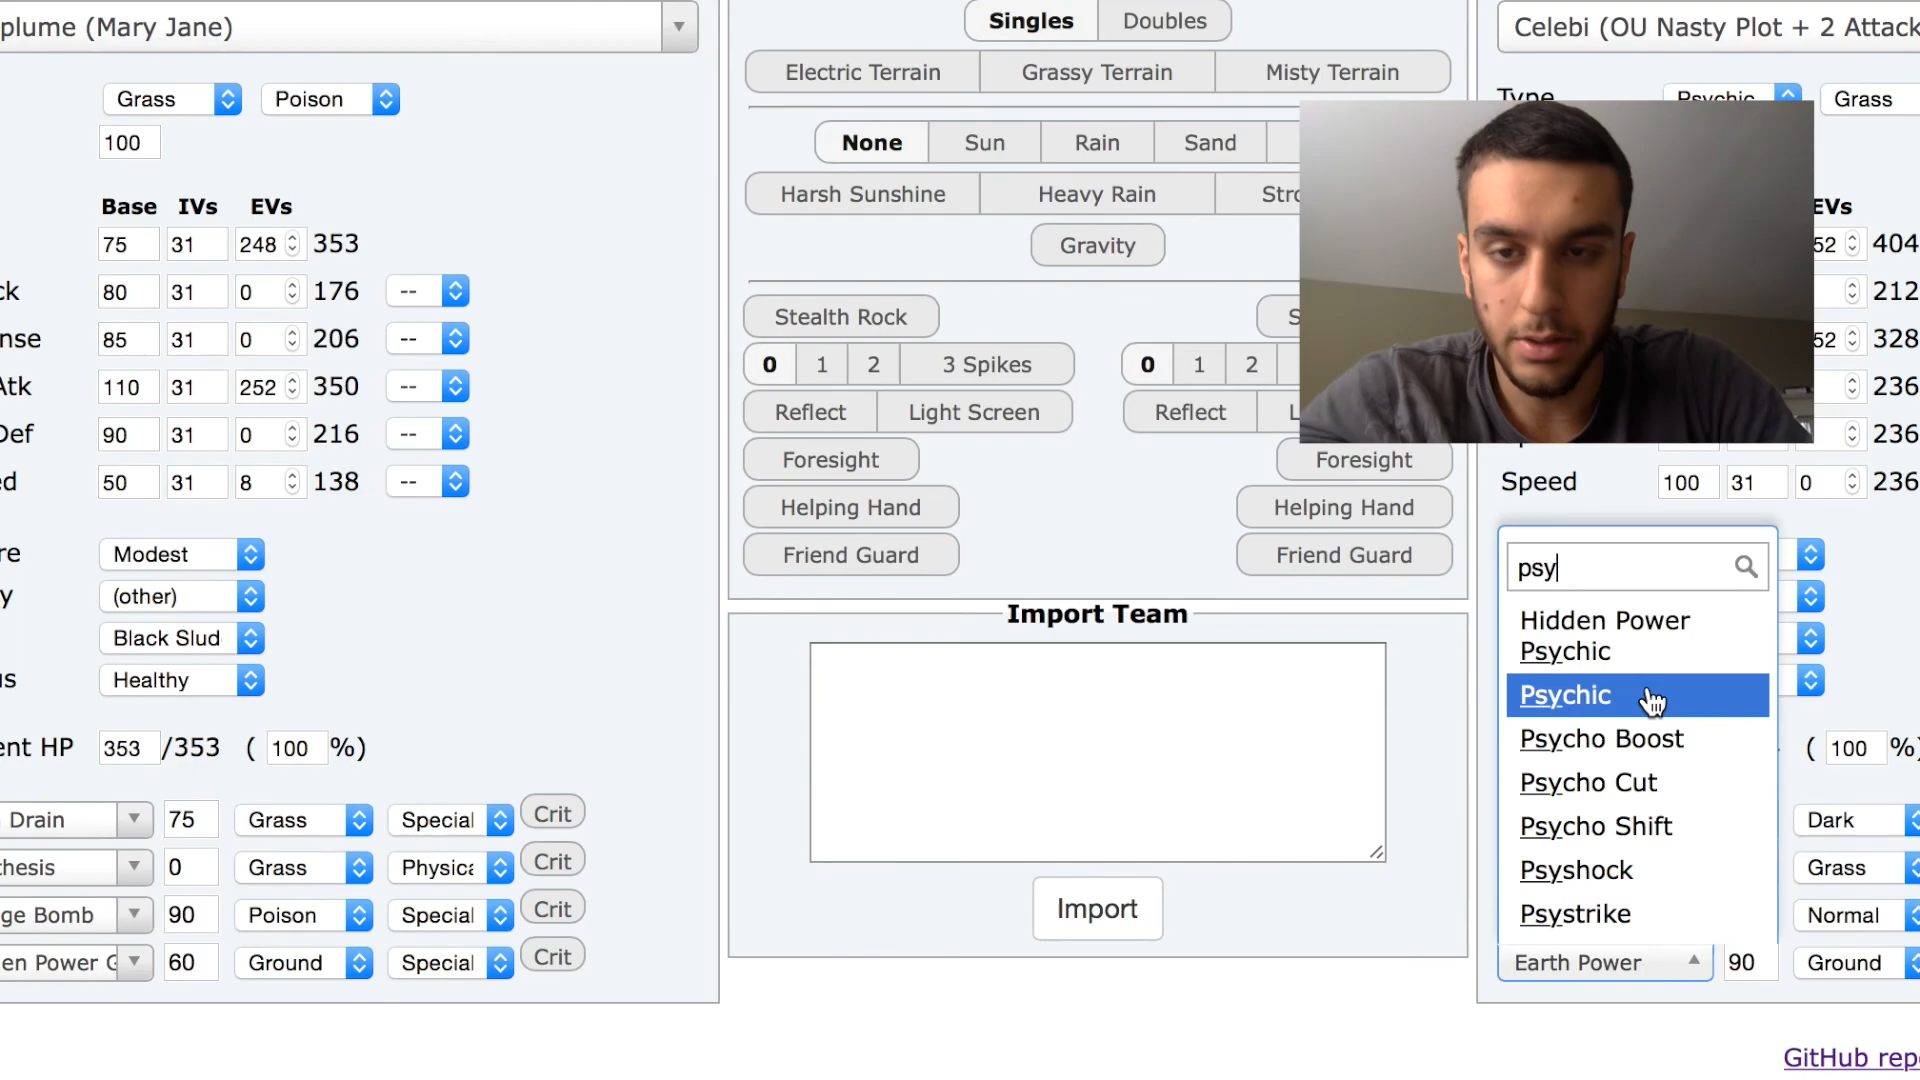 plume (Mary Jane)
Singles Doubles
Celebi (OU Nasty Plot + 2 Attack
Electric Terrain Grassy Terrain Misty Terrain
Grass Poison
Type Psychic Grass
100
None Sun Rain Sand
Harsh Sunshine Heavy Rain Stro
Base IVs EVs
EVs
Gravity
75 31 248 353
52 404
ck 80 31 0 176 --
212
Stealth Rock S
nse 85 31 0 206 --
52 328
0 1 2 3 Spikes 0 1 2
Atk 110 31 252 350 --
236
Reflect Light Screen Reflect L
Def 90 31 0 216 --
236
Foresight Foresight
ed 50 31 8 138 --
Speed 100 31 0 236
Helping Hand Helping Hand
Friend Guard Friend Guard
re Modest
psy
y (other)
Import Team
Hidden Power
Psychic
Black Slud
us Healthy
Psychic
Psycho Boost
ent HP 353 /353 ( 100 %)
( 100 %)
Psycho Cut
Drain 75 Grass Special Crit
Psycho Shift Dark
hesis 0 Grass Physica Crit
Psyshock Grass
ge Bomb 90 Poison Special Crit
Import
Psystrike Normal
en Power G 60 Ground Special Crit
Earth Power 90 Ground
GitHub repo